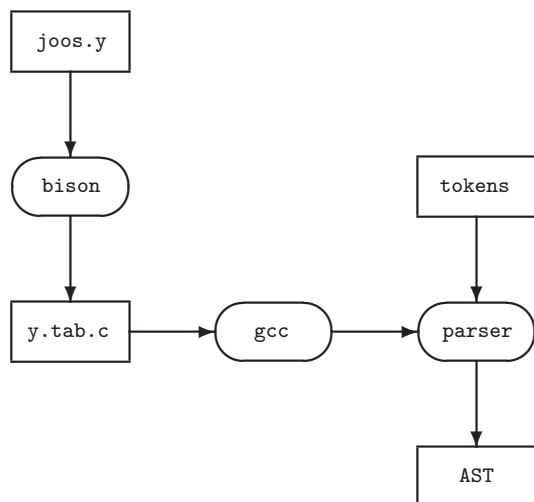 joos.y
bison
tokens
y.tab.c
gcc
parser
AST